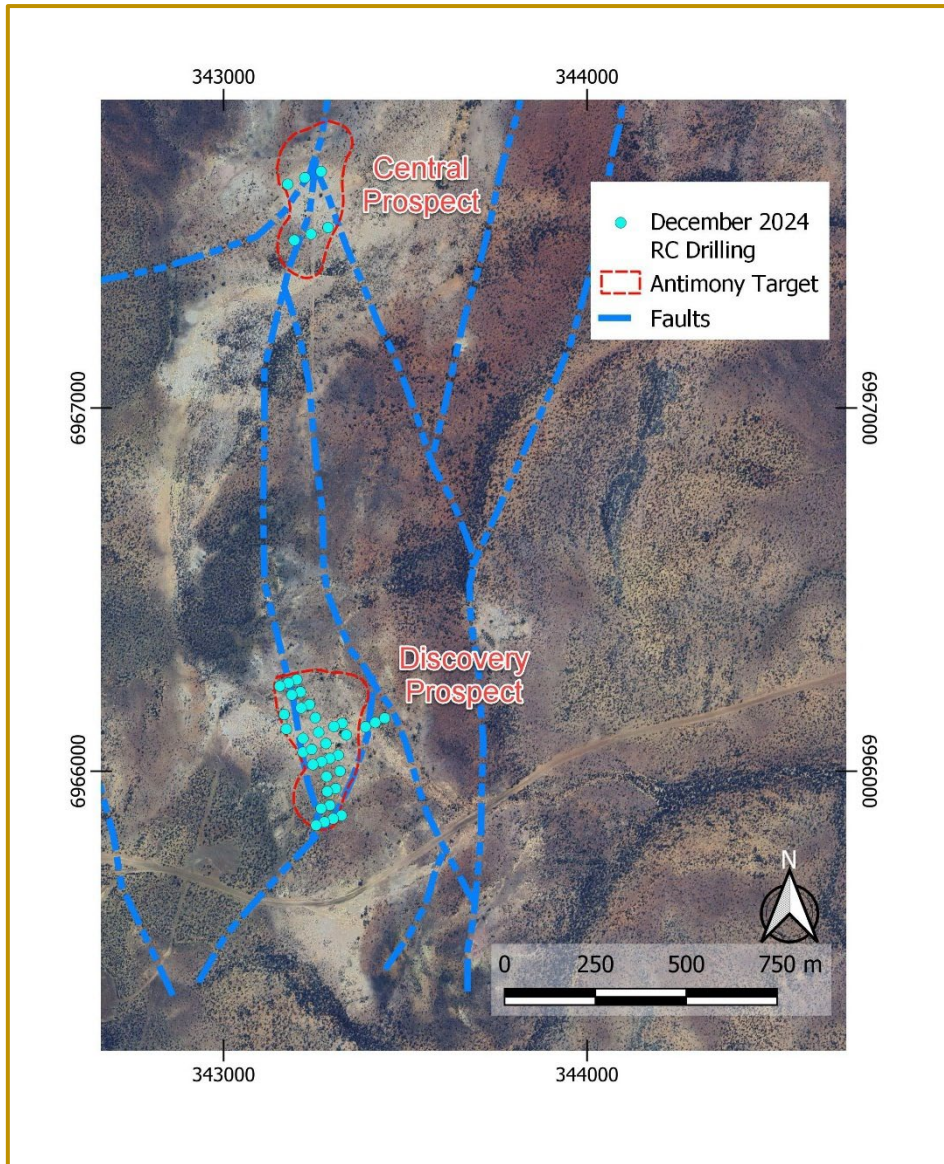 343000
344000
Central
Prospect
December 2024
RC Drilling
Antimony Target
Faults
6967000
6967000
Discovery
Prospect
6966000
6966000
N
0 250 500 750 m
343000
344000